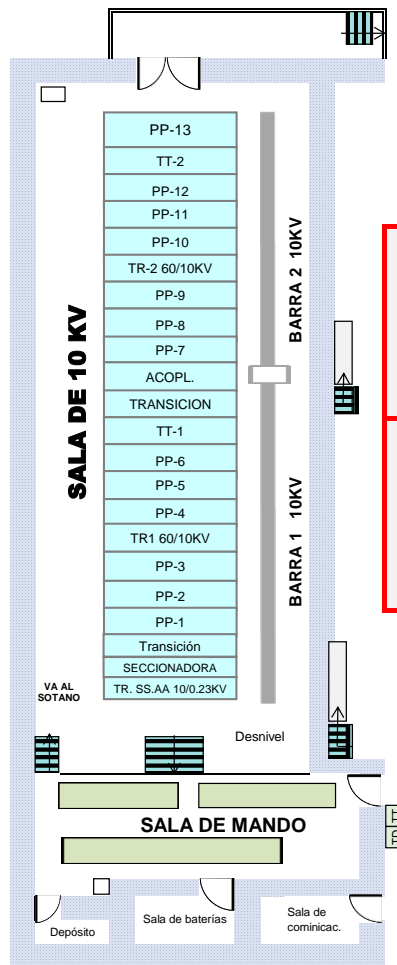 PP-13
TT-2
PP-12
PP-11
PP-10
TR-2 60/10KV
PP-9
PP-8
PP-7
ACOPL.
TRANSICION
TT-1
PP-6
PP-5
PP-4
TR1 60/10KV
PP-3
PP-2
PP-1
Transición
SECCIONADORA
TR. SS.AA 10/0.23KV
SALA DE 10 KV
BARRA 2 10KV
BARRA 1 10KV
VA AL
SOTANO
Desnivel
SALA DE MANDO
TD TT
Depósito
Sala de baterías
Sala de
cominicac.